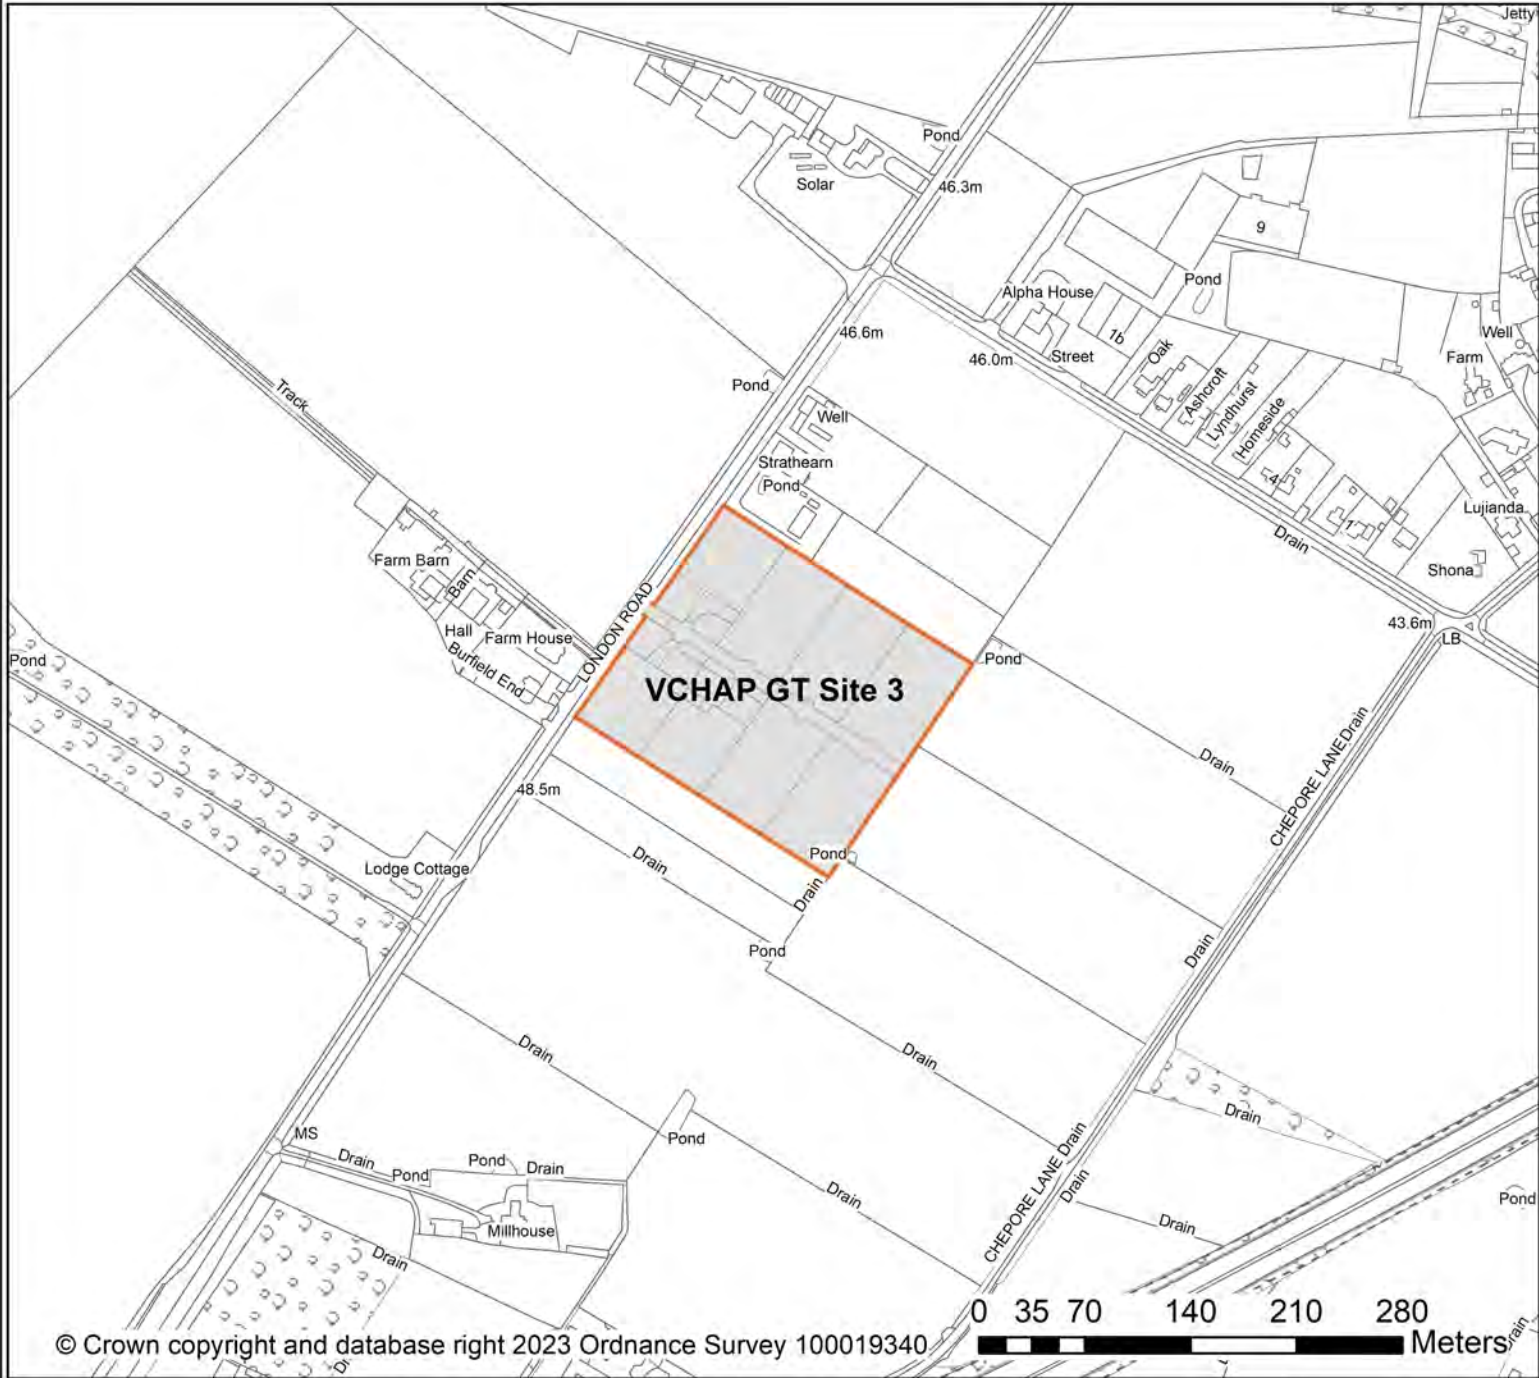 Jetty
Pond
Solar
46.3m
9
Pond
Alpha House
1b
Street
46.6m
46.0m
Oak
Ashcroft
Lyndhurst
Homeside
Well
Farm
Pond
Track
Well
Strathearn
Pond
4
1
Lujianda
Drain
Shona
Farm Barn
Barn
Hall
Farm House
Burfield End
LONDON ROAD
43.6m
LB
Pond
Pond
VCHAP GT Site 3
Drain
CHEPORE LANE
Drain
48.5m
Lodge Cottage
Drain
Pond
Drain
Pond
Drain
Drain
Drain
Drain
MS
Drain
Pond
Pond
Drain
Pond
Drain
CHEPORE LANE
Drain
Drain
Drain
Pond
Millhouse
Drain
0 35 70 140 210 280
Meters
© Crown copyright and database right 2023 Ordnance Survey 100019340